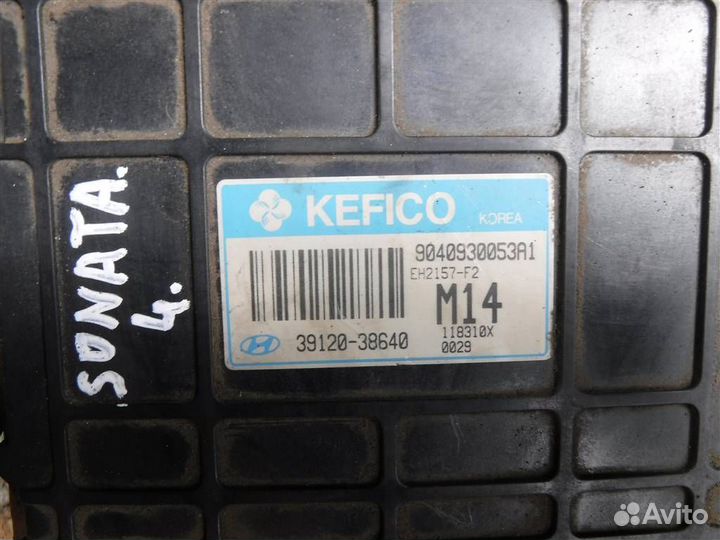 SONATA.
4.
KEFICO
KOREA
9040930053A1
EH2157-F2
M14
39120-38640
118310X
0029
Avito